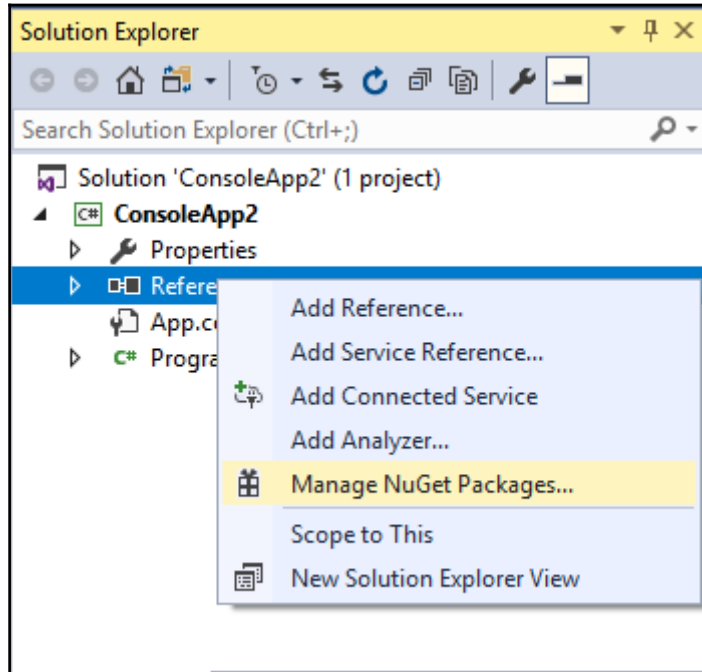 Solution Explorer
Search Solution Explorer (Ctrl+;)
Solution 'ConsoleApp2' (1 project)
C# ConsoleApp2
Properties
Refere
App.c
C# Progra
Add Reference...
Add Service Reference...
Add Connected Service
Add Analyzer...
Manage NuGet Packages...
Scope to This
New Solution Explorer View